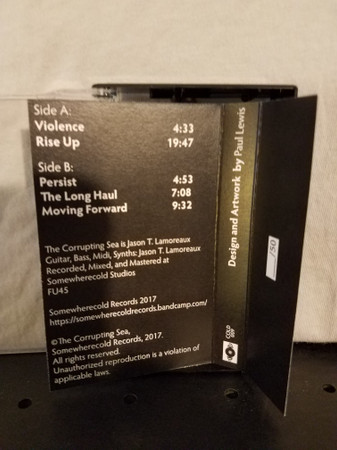 Side A:
Violence 4:33
Rise Up 19:47
Side B:
Persist 4:53
The Long Haul 7:08
Moving Forward 9:32
The Corrupting Sea is Jason T. Lamoreaux
Guitar, Bass, Midi, Synths: Jason T. Lamoreaux
Recorded, Mixed, and Mastered at
Somewherecold Studios
FU45
Somewherecold Records 2017
https://somewherecoldrecords.bandcamp.com/
©The Corrupting Sea,
Somewherecold Records, 2017.
All rights reserved.
Unauthorized reproduction is a violation of
applicable laws.
Design and Artwork by Paul Lewis
COLD
/50